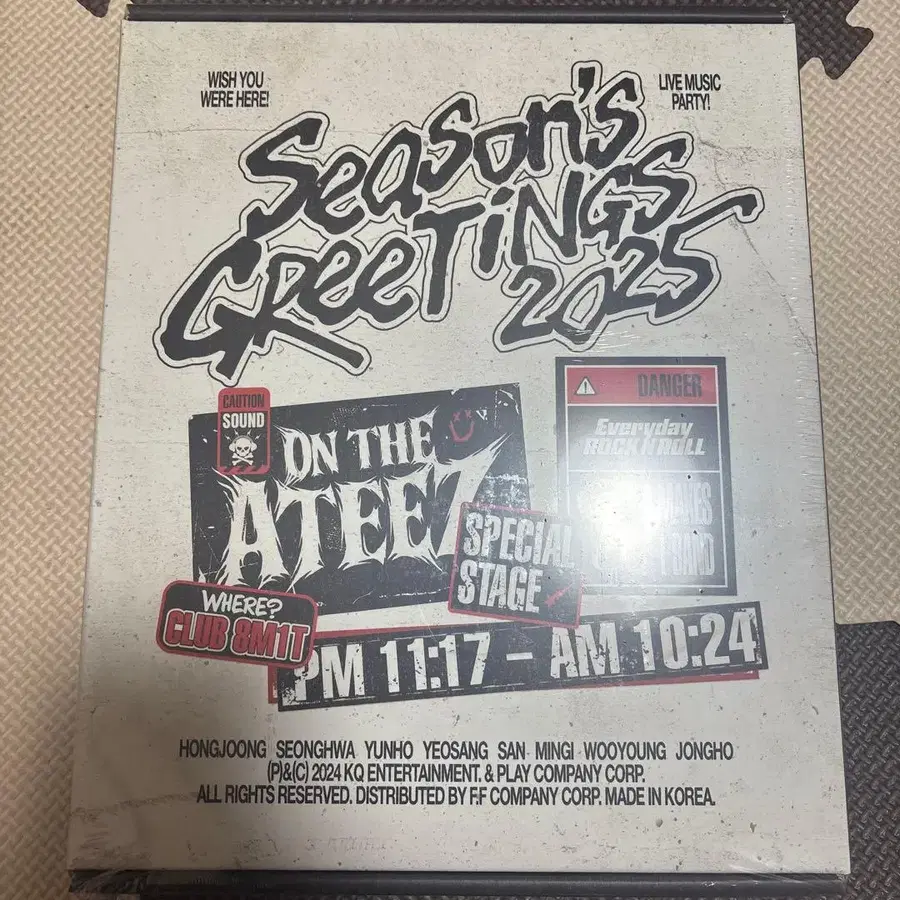 WISH YOU
WERE HERE!
LIVE MUSIC
PARTY!
Season's
GReeTiNGS
2025
CAUTION
SOUND
ON THE
ATEEZ
DANGER
Everyday
ROCK'N'ROLL
SPECIAL
STAGE
WHERE?
CLUB 8M1T
PM 11:17 – AM 10:24
HONGJOONG SEONGHWA YUNHO YEOSANG SAN MINGI WOOYOUNG JONGHO
(P)&(C) 2024 KQ ENTERTAINMENT. & PLAY COMPANY CORP.
ALL RIGHTS RESERVED. DISTRIBUTED BY F.F COMPANY CORP. MADE IN KOREA.